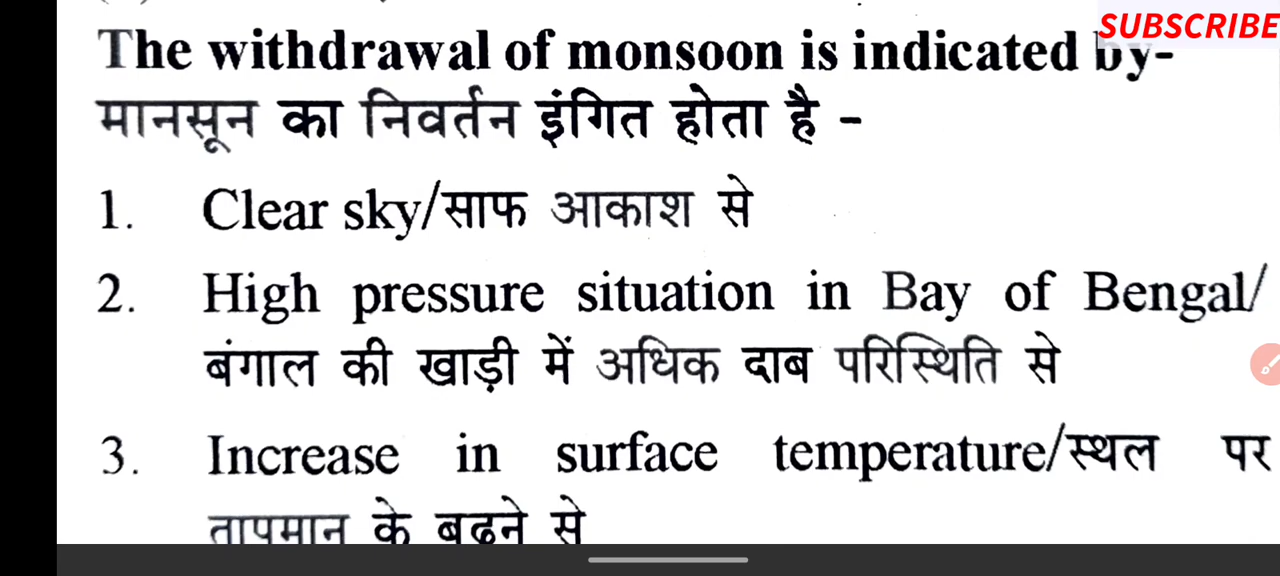 SUBSCRIBE
The withdrawal of monsoon is indicated by-
मानसून का निवर्तन इंगित होता है -
1. Clear sky/साफ आकाश से
2. High pressure situation in Bay of Bengal/
बंगाल की खाड़ी में अधिक दाब परिस्थिति से
3. Increase in surface temperature/स्थल पर
तापमान के बढने से